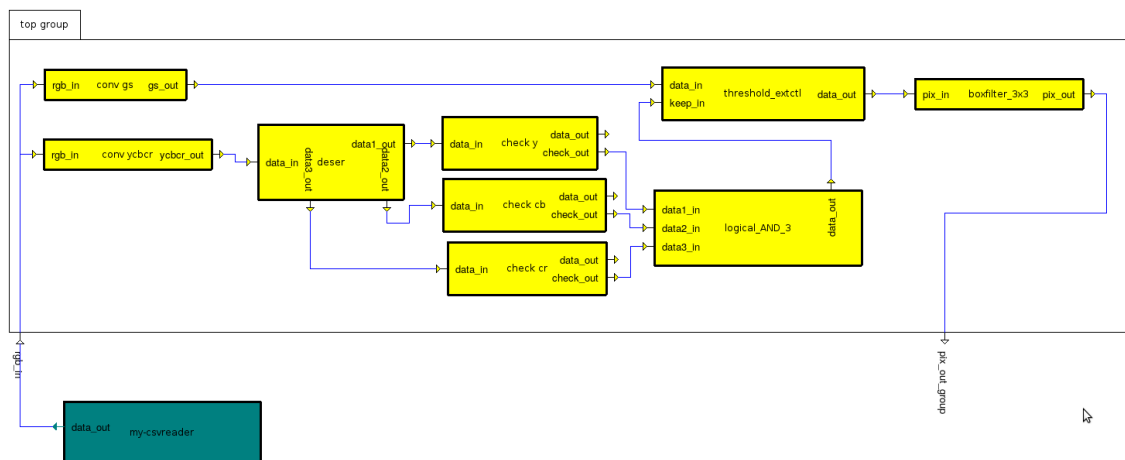 top group
rgb_in conv gs gs_out
data_in threshold_extctl data_out
keep_in
pix_in boxfilter_3x3 pix_out
rgb_in conv ycbcr ycbcr_out
data_in deser data1_out
data3_out
data2_out
data_in check y data_out
check_out
data_in check cb data_out
check_out
data_in check cr data_out
check_out
data1_in
data2_in logical_AND_3
data3_in
data_out
rgb_in
pix_out_group
data_out my-csvreader